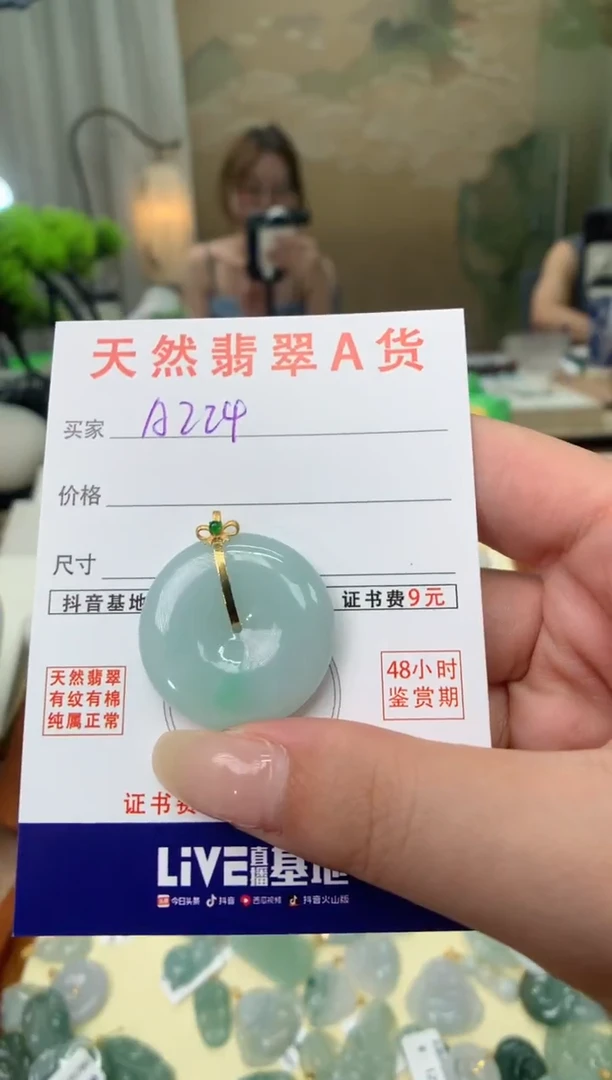 天然翡翠A货
买家 A224
价格
尺寸
抖音基地
证书费9元
天然翡翠
有纹有棉
纯属正常
48小时
鉴赏期
证书费
LiVE直播基地
今日头条 抖音 西瓜视频 抖音火山版